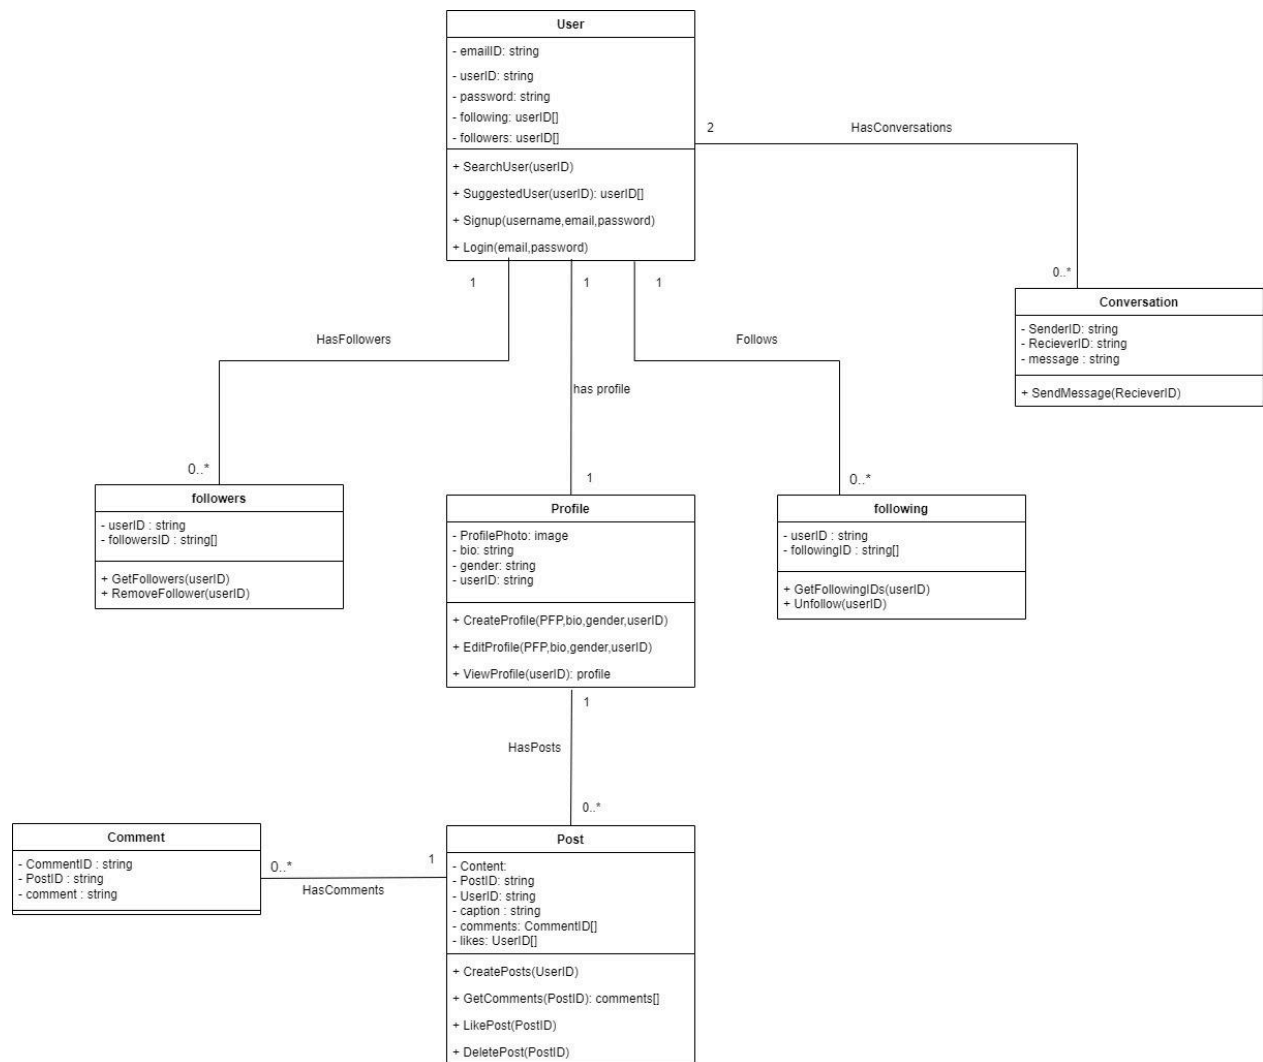 User
- emailID: string
- userID: string
- password: string
- following: userID[]
- followers: userID[]
+ SearchUser(userID)
+ SuggestedUser(userID): userID[]
+ Signup(username,email,password)
+ Login(email,password)
2
HasConversations
0..*
Conversation
- SenderID: string
- RecieverID: string
- message : string
+ SendMessage(RecieverID)
1
1
1
HasFollowers
has profile
Follows
0..*
1
0..*
followers
- userID : string
- followersID : string[]
+ GetFollowers(userID)
+ RemoveFollower(userID)
Profile
- ProfilePhoto: image
- bio: string
- gender: string
- userID: string
+ CreateProfile(PFP,bio,gender,userID)
+ EditProfile(PFP,bio,gender,userID)
+ ViewProfile(userID): profile
following
- userID : string
- followingID : string[]
+ GetFollowingIDs(userID)
+ Unfollow(userID)
1
HasPosts
0..*
Comment
- CommentID : string
- PostID : string
- comment : string
0..*
1
HasComments
Post
- Content:
- PostID: string
- UserID: string
- caption : string
- comments: CommentID[]
- likes: UserID[]
+ CreatePosts(UserID)
+ GetComments(PostID): comments[]
+ LikePost(PostID)
+ DeletePost(PostID)